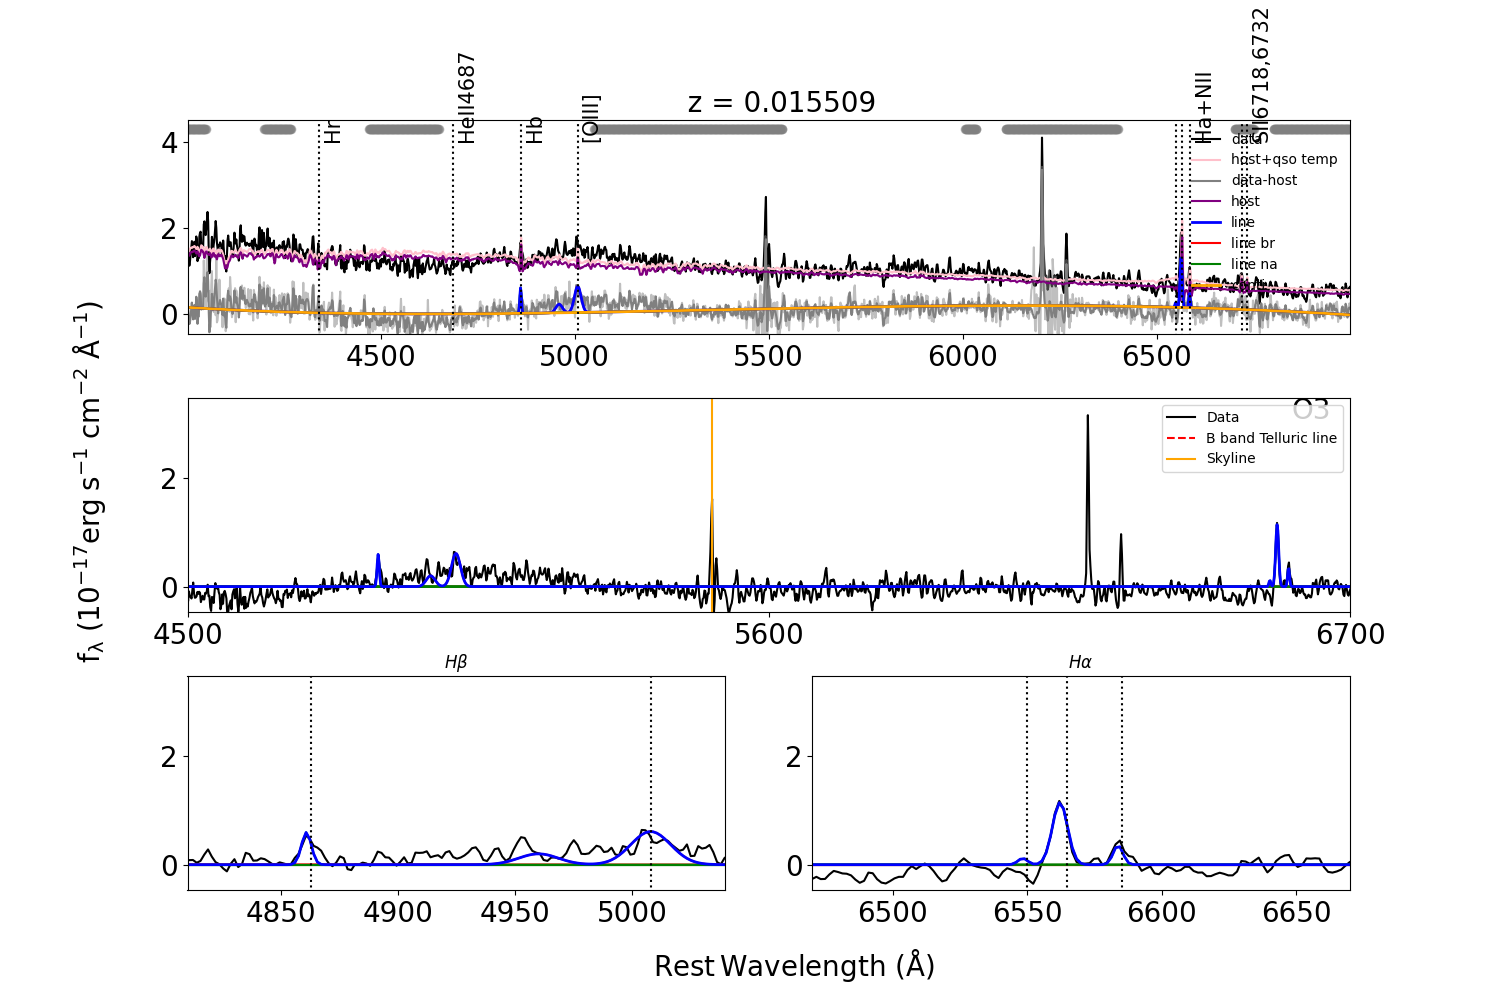 z = 0.015509
Hr
HeII4687
Hb
[OIII]
Ha+NII
SII6718,6732
data
host+qso temp
data-host
host
line
line br
line na
4
2
0
4500
5000
5500
6000
6500
O3
Data
B band Telluric line
Skyline
2
0
4500
5600
6700
fλ (10⁻¹⁷erg s⁻¹ cm⁻² Å⁻¹)
Hβ
2
0
4850
4900
4950
5000
Hα
2
0
6500
6550
6600
6650
Rest Wavelength (Å)